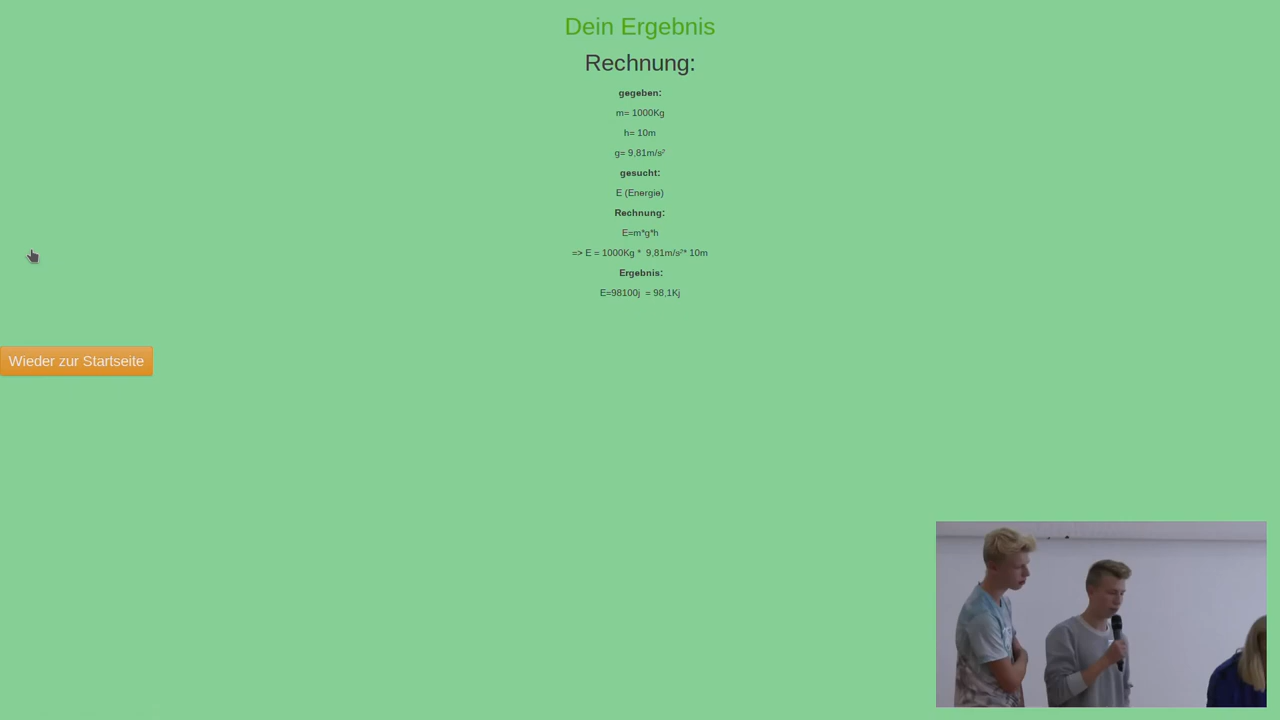 Dein Ergebnis
Rechnung:
gegeben:
m= 1000Kg
h= 10m
g= 9,81m/s²
gesucht:
E (Energie)
Rechnung:
E=m*g*h
=> E = 1000Kg *  9,81m/s²* 10m
Ergebnis:
E=98100j  = 98,1Kj
Wieder zur Startseite